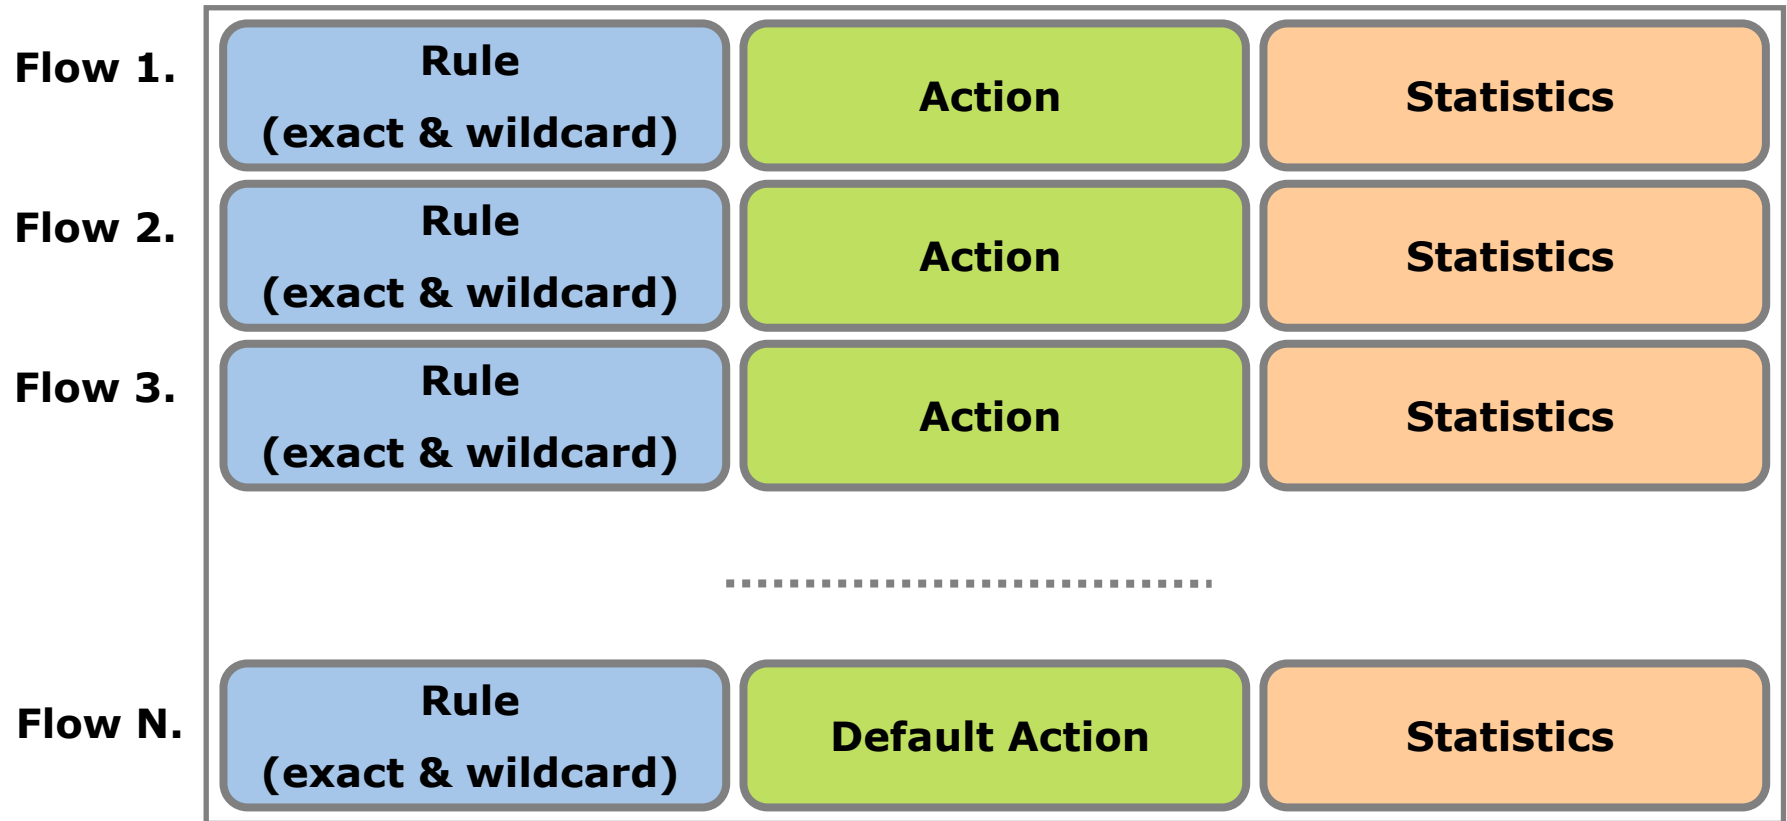 Flow 1.
Rule
(exact & wildcard)
Action
Statistics
Flow 2.
Rule
(exact & wildcard)
Action
Statistics
Flow 3.
Rule
(exact & wildcard)
Action
Statistics
Flow N.
Rule
(exact & wildcard)
Default Action
Statistics